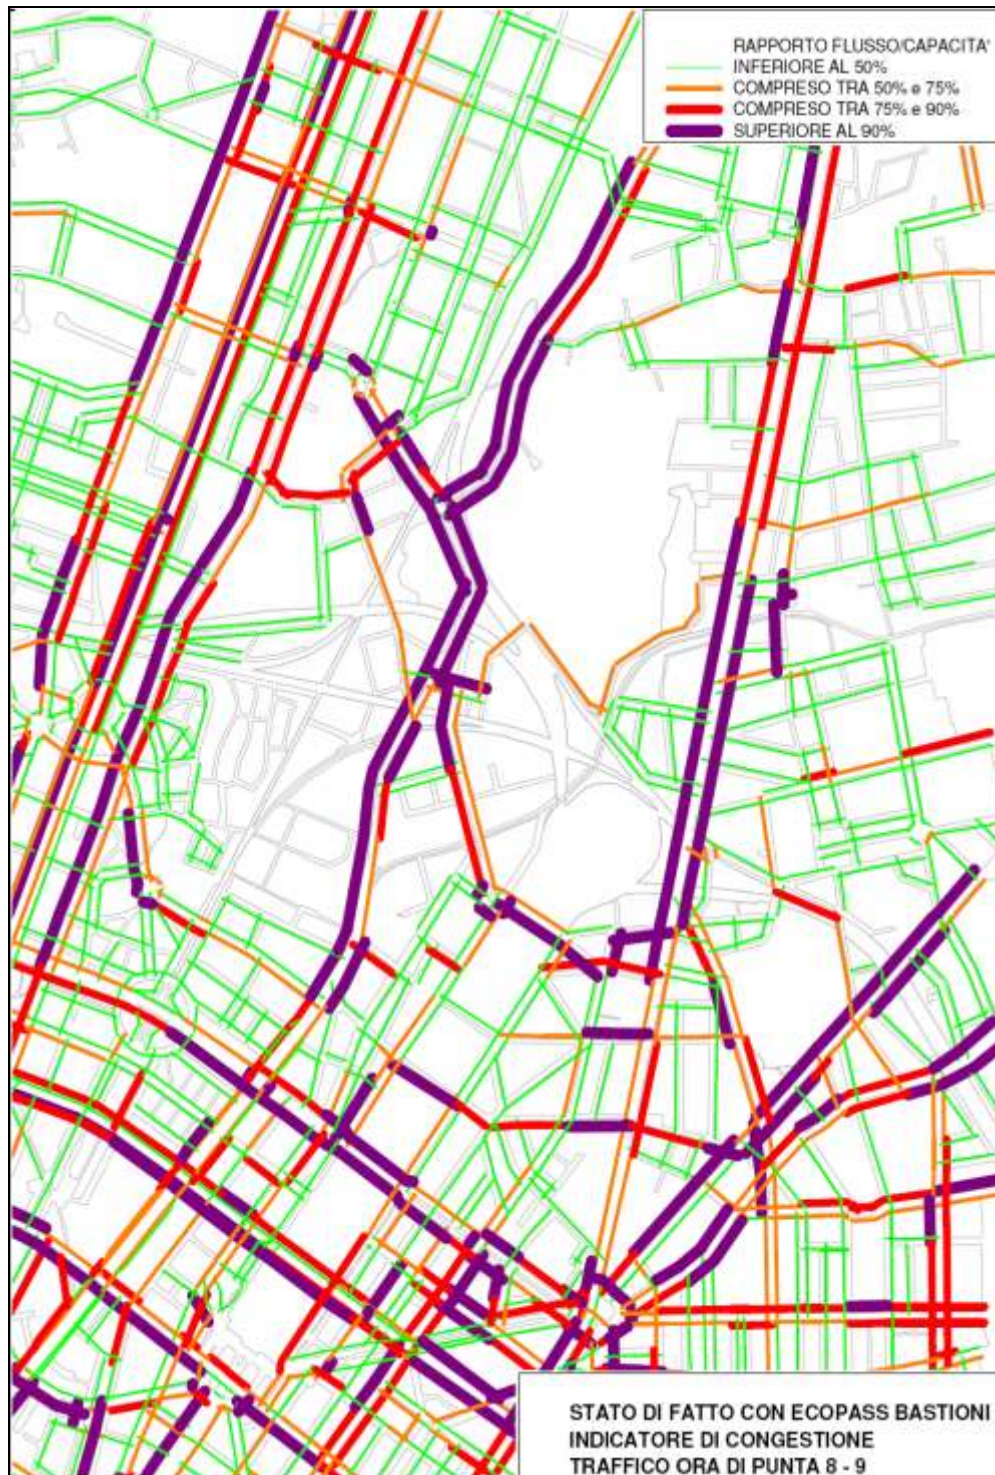 RAPPORTO FLUSSO/CAPACITA'
INFERIORE AL 50%
COMPRESO TRA 50% e 75%
COMPRESO TRA 75% e 90%
SUPERIORE AL 90%
STATO DI FATTO CON ECOPASS BASTIONI
INDICATORE DI CONGESTIONE
TRAFFICO ORA DI PUNTA 8 - 9